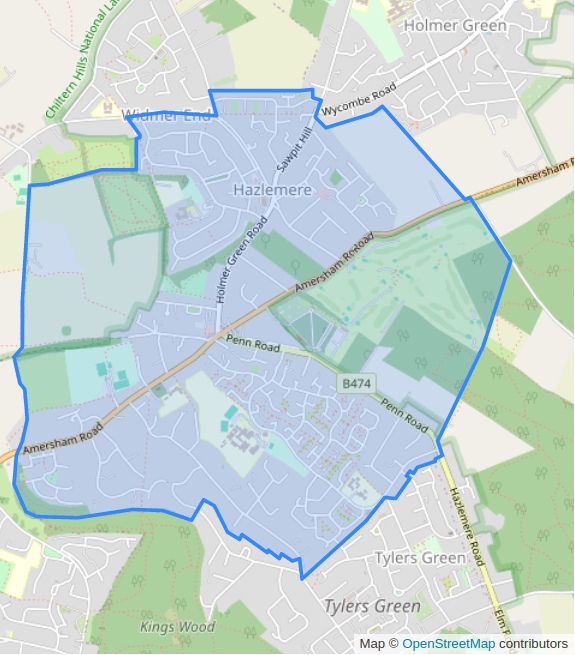 Holmer Green
Chiltern Hills National La
Wycombe Road
Widmer End
Sawpit Hill
Amersham R
Hazlemere
Holmer Green Road
Amersham Ro
Road
Penn Road
B474
Penn Road
Amersham Road
Hazlemere Road
Tylers Green
Tylers Green
Elm R
Kings Wood
Map © OpenStreetMap contributors